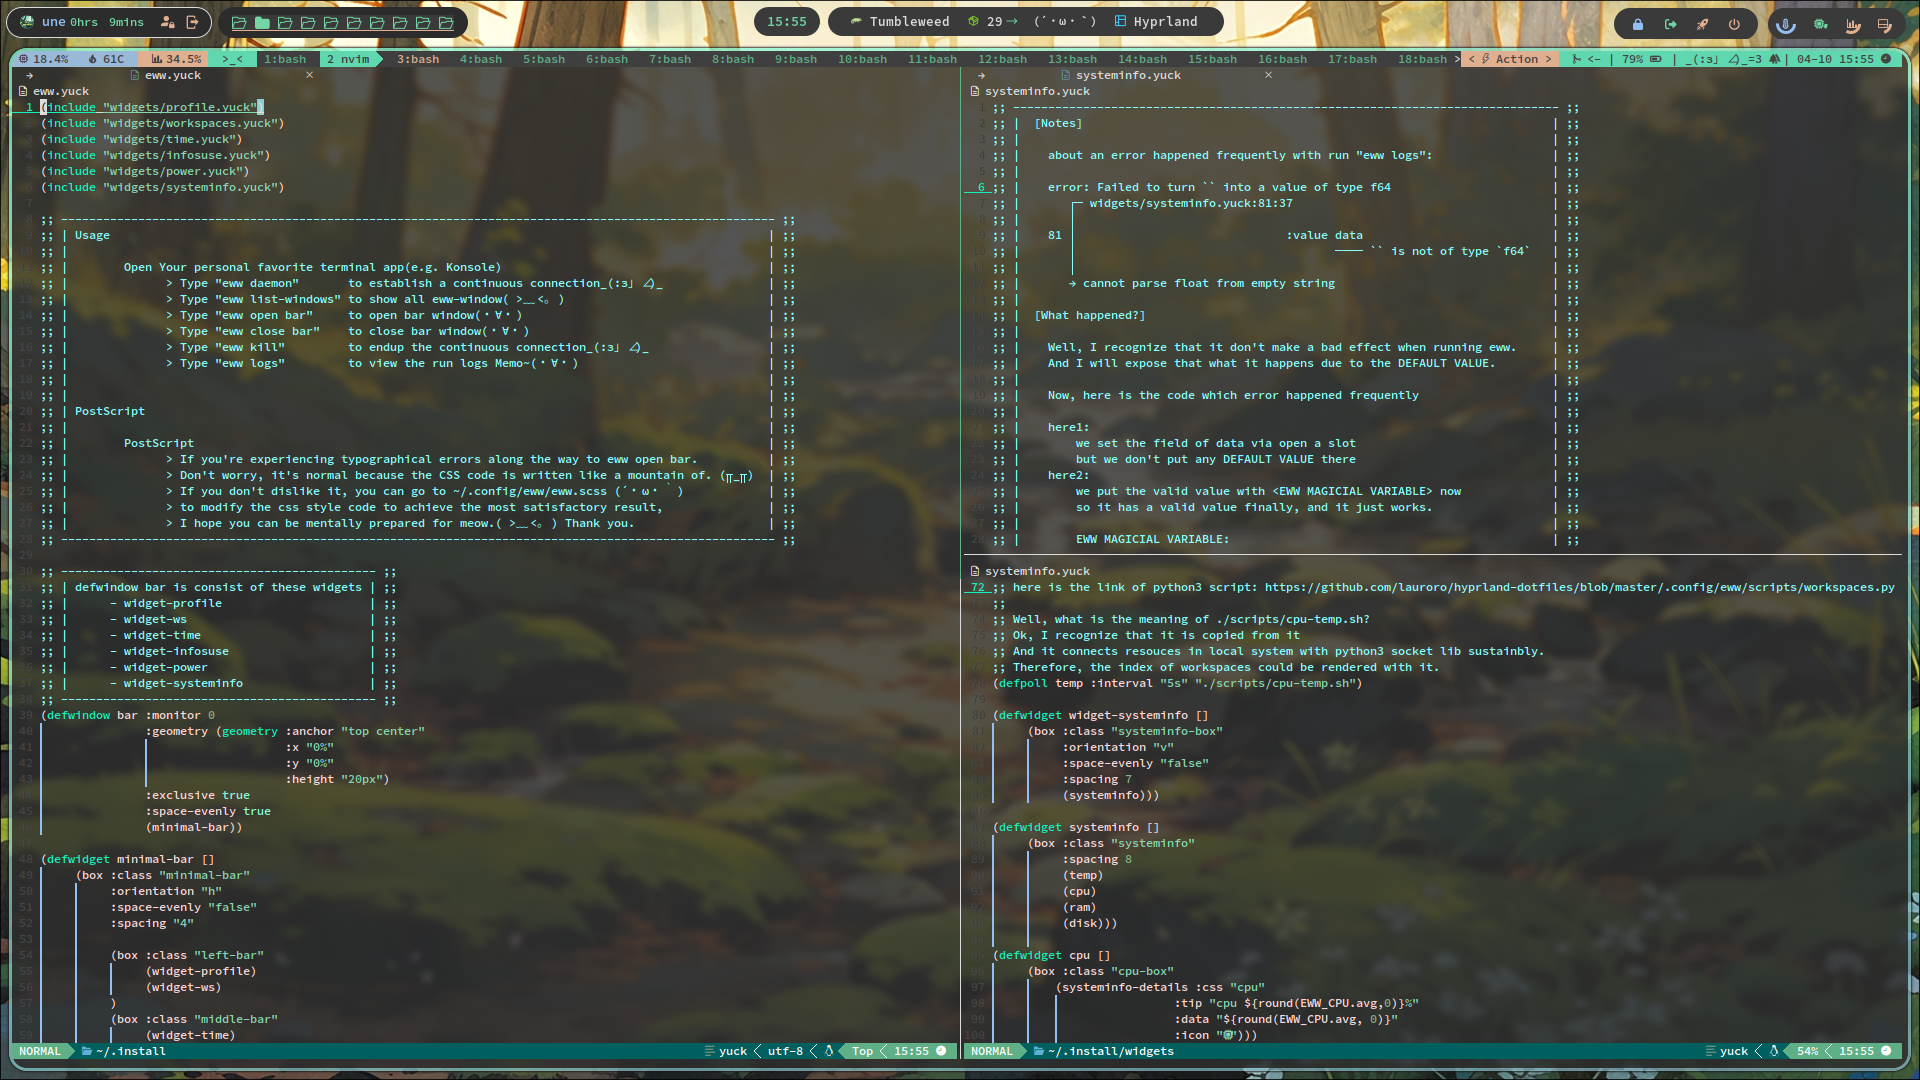 une 0hrs 9mins
15:55
Tumbleweed 29→ (´･ω･`) Hyprland
18.4% 61C 34.5% >_< 1:bash 2 nvim 3:bash 4:bash 5:bash 6:bash 7:bash 8:bash 9:bash 10:bash 11:bash 12:bash 13:bash 14:bash 15:bash 16:bash 17:bash 18:bash > < Action > <- | 79% | _(:з」∠)_=3 | 04-10 15:55
→ eww.yuck ×
eww.yuck
1 (include "widgets/profile.yuck")
(include "widgets/workspaces.yuck")
(include "widgets/time.yuck")
(include "widgets/infosuse.yuck")
(include "widgets/power.yuck")
(include "widgets/systeminfo.yuck")
;; ------------------------------------------------------------------------------------------------------ ;;
;; | Usage | ;;
;; | | ;;
;; | Open Your personal favorite terminal app(e.g. Konsole) | ;;
;; | > Type "eww daemon" to establish a continuous connection_(:з」∠)_ | ;;
;; | > Type "eww list-windows" to show all eww-window( >﹏<。) | ;;
;; | > Type "eww open bar" to open bar window(･∀･) | ;;
;; | > Type "eww close bar" to close bar window(･∀･) | ;;
;; | > Type "eww kill" to endup the continuous connection_(:з」∠)_ | ;;
;; | > Type "eww logs" to view the run logs Memo~(･∀･) | ;;
;; | | ;;
;; | | ;;
;; | PostScript | ;;
;; | | ;;
;; | PostScript | ;;
;; | > If you're experiencing typographical errors along the way to eww open bar. | ;;
;; | > Don't worry, it's normal because the CSS code is written like a mountain of. (╥_╥) | ;;
;; | > If you don't dislike it, you can go to ~/.config/eww/eww.scss (´･ω･`) | ;;
;; | > to modify the css style code to achieve the most satisfactory result, | ;;
;; | > I hope you can be mentally prepared for meow.( >﹏<。) Thank you. | ;;
;; ------------------------------------------------------------------------------------------------------ ;;
;; --------------------------------------------- ;;
;; | defwindow bar is consist of these widgets | ;;
;; | - widget-profile | ;;
;; | - widget-ws | ;;
;; | - widget-time | ;;
;; | - widget-infosuse | ;;
;; | - widget-power | ;;
;; | - widget-systeminfo | ;;
;; --------------------------------------------- ;;
39 (defwindow bar :monitor 0
40 :geometry (geometry :anchor "top center"
41 :x "0%"
42 :y "0%"
43 :height "20px")
44 :exclusive true
45 :space-evenly true
46 (minimal-bar))
47
48 (defwidget minimal-bar []
49 (box :class "minimal-bar"
50 :orientation "h"
51 :space-evenly "false"
52 :spacing "4"
53
54 (box :class "left-bar"
55 (widget-profile)
56 (widget-ws)
57 )
58 (box :class "middle-bar"
59 (widget-time)
NORMAL ~/.install yuck < utf-8 < Top 15:55
→ systeminfo.yuck ×
systeminfo.yuck
;; ------------------------------------------------------------------------------ ;;
;; | [Notes] | ;;
;; | | ;;
;; | about an error happened frequently with run "eww logs": | ;;
;; | | ;;
6 ;; | error: Failed to turn `` into a value of type f64 | ;;
;; | ┌─ widgets/systeminfo.yuck:81:37 | ;;
;; | │ | ;;
;; | 81 │ :value data | ;;
;; | │ ──── `` is not of type `f64` | ;;
;; | │ | ;;
;; | → cannot parse float from empty string | ;;
;; | | ;;
;; | [What happened?] | ;;
;; | | ;;
;; | Well, I recognize that it don't make a bad effect when running eww. | ;;
;; | And I will expose that what it happens due to the DEFAULT VALUE. | ;;
;; | | ;;
;; | Now, here is the code which error happened frequently | ;;
;; | | ;;
;; | here1: | ;;
;; | we set the field of data via open a slot | ;;
;; | but we don't put any DEFAULT VALUE there | ;;
;; | here2: | ;;
;; | we put the valid value with <EWW MAGICIAL VARIABLE> now | ;;
;; | so it has a valid value finally, and it just works. | ;;
;; | | ;;
;; | EWW MAGICIAL VARIABLE: | ;;
systeminfo.yuck
72 ;; here is the link of python3 script: https://github.com/lauroro/hyprland-dotfiles/blob/master/.config/eww/scripts/workspaces.py
;;
;; Well, what is the meaning of ./scripts/cpu-temp.sh?
;; Ok, I recognize that it is copied from it
;; And it connects resouces in local system with python3 socket lib sustainbly.
;; Therefore, the index of workspaces could be rendered with it.
(defpoll temp :interval "5s" "./scripts/cpu-temp.sh")
(defwidget widget-systeminfo []
(box :class "systeminfo-box"
:orientation "v"
:space-evenly "false"
:spacing 7
(systeminfo)))
(defwidget systeminfo []
(box :class "systeminfo"
:spacing 8
(temp)
(cpu)
(ram)
(disk)))
(defwidget cpu []
(box :class "cpu-box"
(systeminfo-details :css "cpu"
:tip "cpu ${round(EWW_CPU.avg,0)}%"
:data "${round(EWW_CPU.avg, 0)}"
:icon "")))
NORMAL ~/.install/widgets yuck < 54% < 15:55